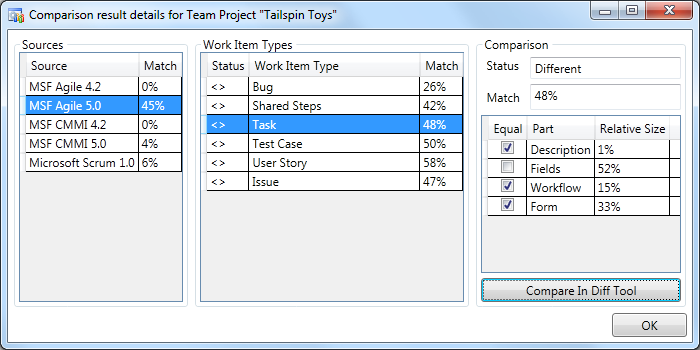 Comparison result details for Team Project "Tailspin Toys"
Sources
Source Match
MSF Agile 4.2 0%
MSF Agile 5.0 45%
MSF CMMI 4.2 0%
MSF CMMI 5.0 4%
Microsoft Scrum 1.0 6%
Work Item Types
Status Work Item Type Match
<> Bug 26%
<> Shared Steps 42%
<> Task 48%
<> Test Case 50%
<> User Story 58%
<> Issue 47%
Comparison
Status Different
Match 48%
Equal Part Relative Size
Description 1%
Fields 52%
Workflow 15%
Form 33%
Compare In Diff Tool
OK